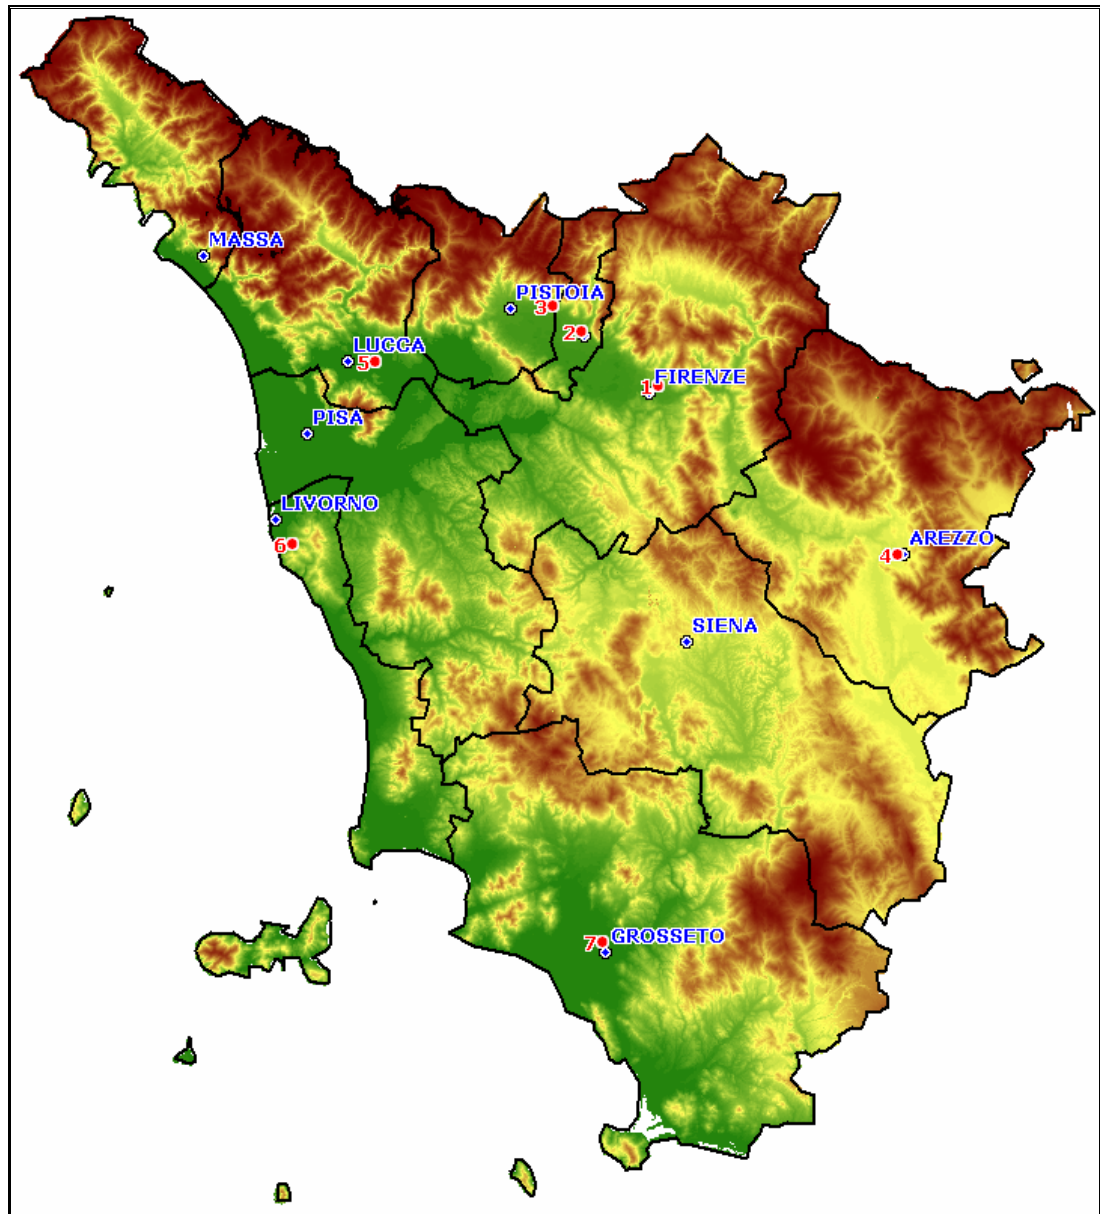 MASSA
PISTOIA
3
2
LUCCA
5
FIRENZE
1
PISA
LIVORNO
6
AREZZO
4
SIENA
GROSSETO
7